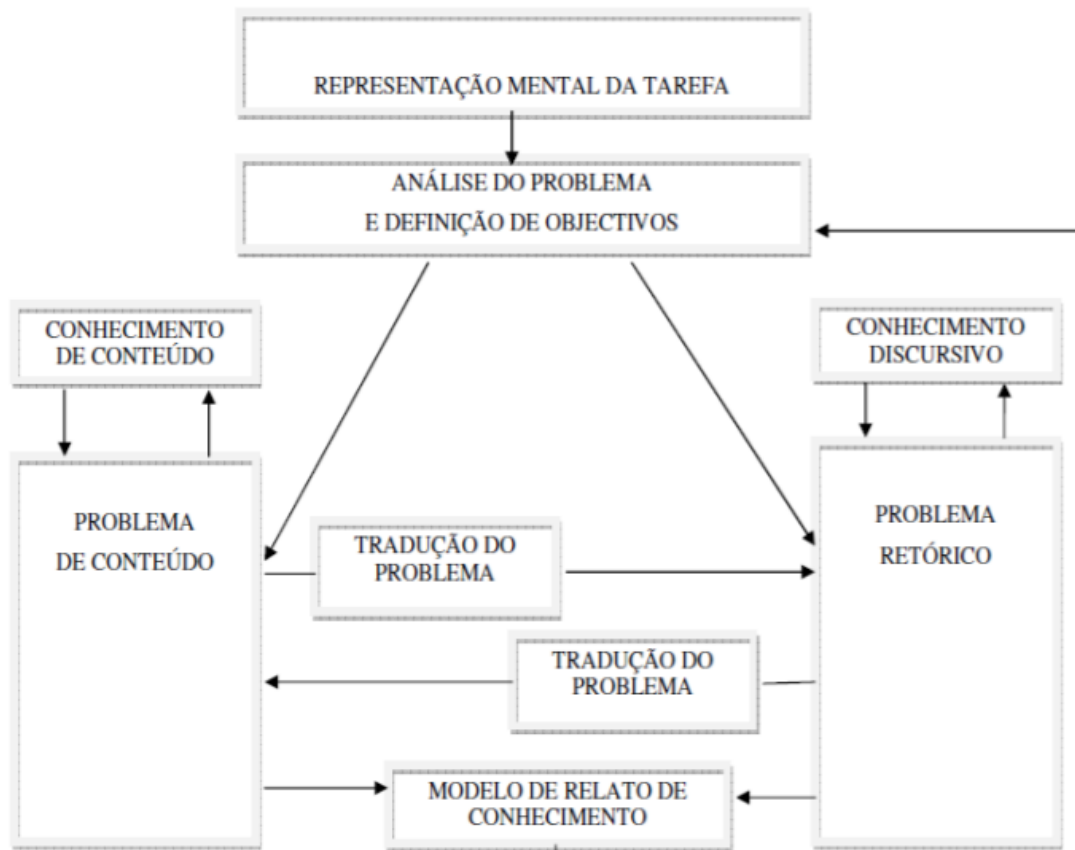 REPRESENTAÇÃO MENTAL DA TAREFA
ANÁLISE DO PROBLEMA
E DEFINIÇÃO DE OBJECTIVOS
CONHECIMENTO
DE CONTEÚDO
CONHECIMENTO
DISCURSIVO
PROBLEMA
DE CONTEÚDO
TRADUÇÃO DO
PROBLEMA
PROBLEMA
RETÓRICO
TRADUÇÃO DO
PROBLEMA
MODELO DE RELATO DE
CONHECIMENTO